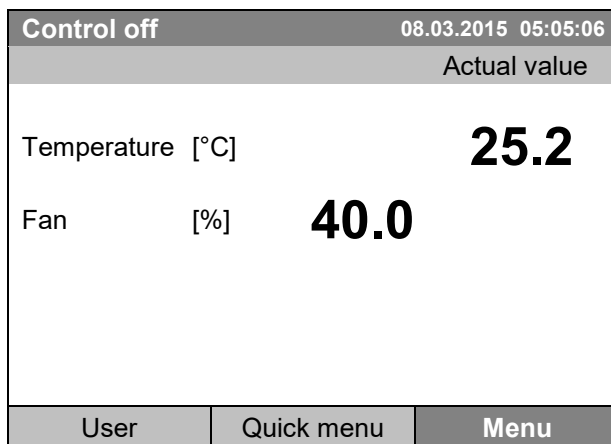 Control off 08.03.2015 05:05:06
Actual value
Temperature [°C] 25.2
Fan [%] 40.0
User Quick menu Menu